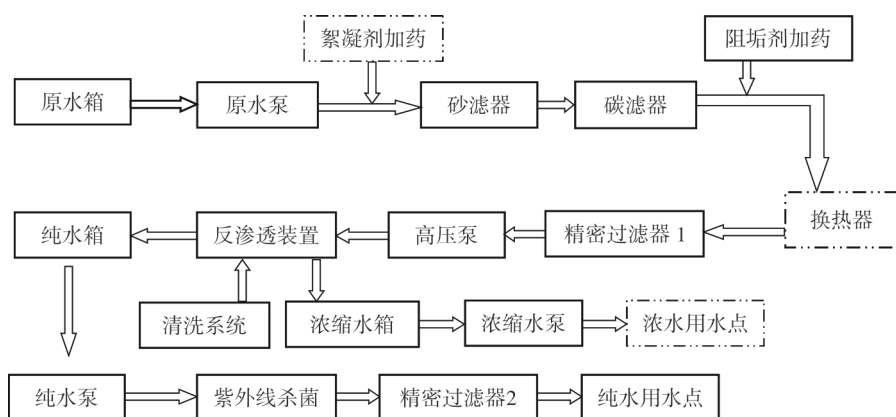 絮凝剂加药
阻垢剂加药
原水箱
原水泵
砂滤器
碳滤器
换热器
纯水箱
反渗透装置
高压泵
精密过滤器 1
清洗系统
浓缩水箱
浓缩水泵
浓水用水点
纯水泵
紫外线杀菌
精密过滤器2
纯水用水点